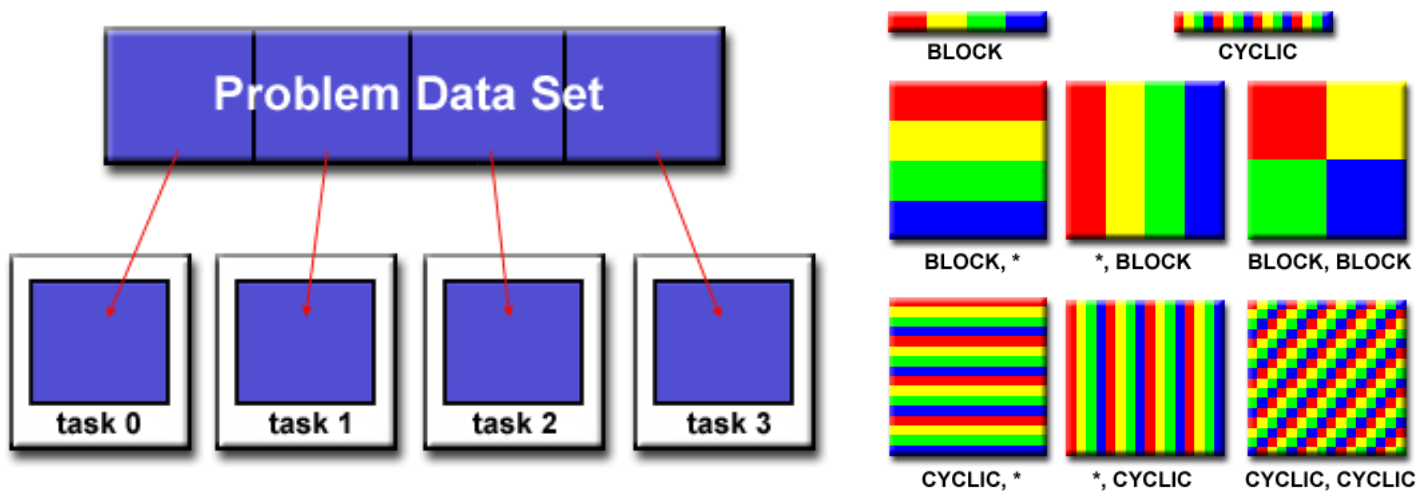 Problem Data Set
task 0
task 1
task 2
task 3
BLOCK
CYCLIC
BLOCK, *
*, BLOCK
BLOCK, BLOCK
CYCLIC, *
*, CYCLIC
CYCLIC, CYCLIC